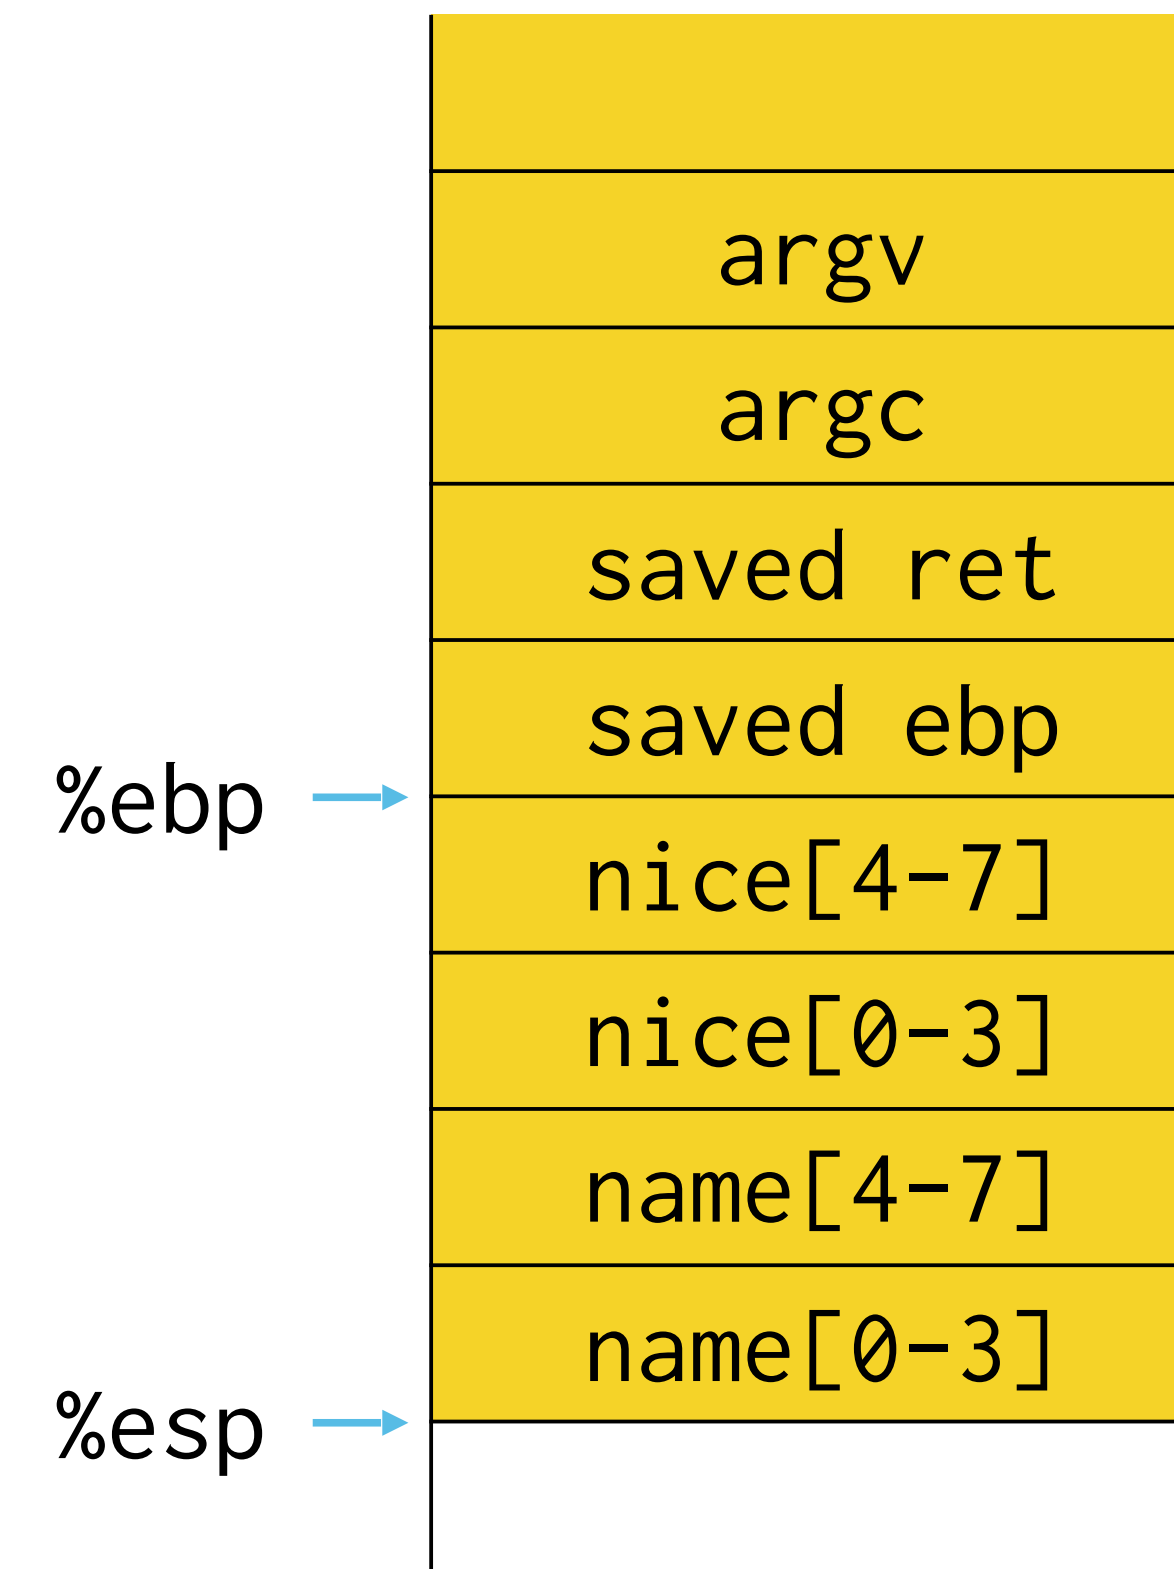 argv
argc
saved ret
saved ebp
%ebp
nice[4-7]
nice[0-3]
name[4-7]
name[0-3]
%esp